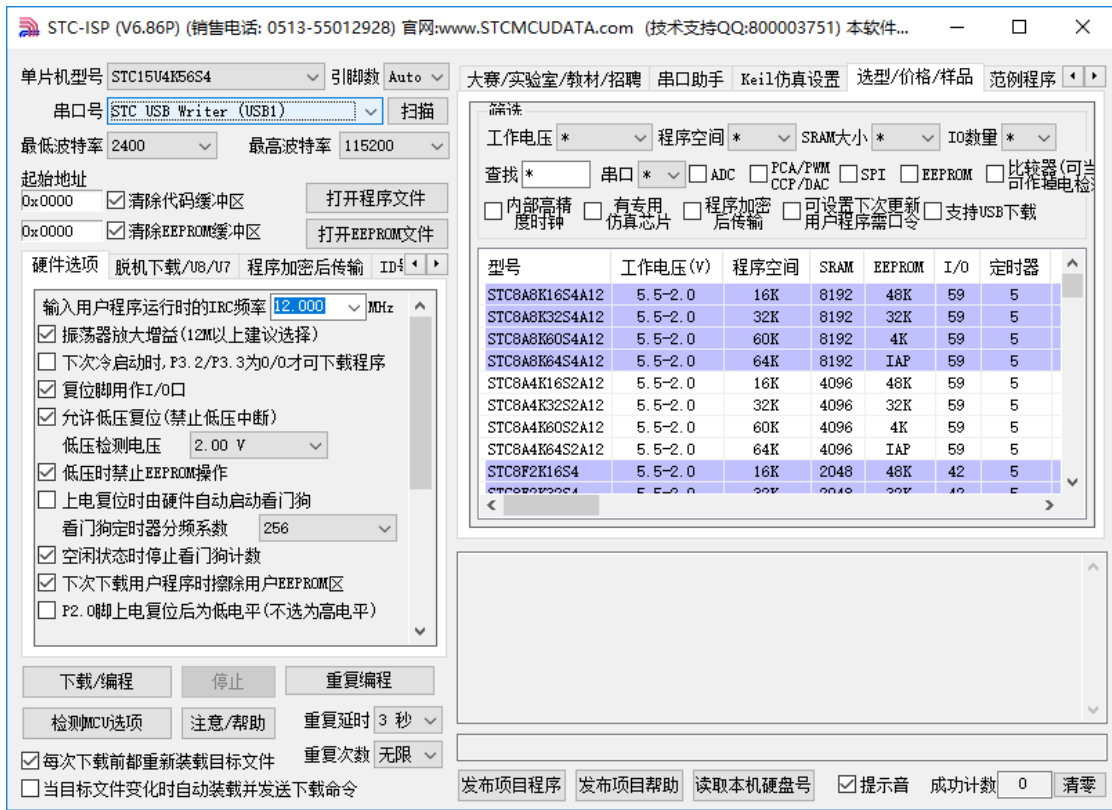 STC-ISP (V6.86P) (销售电话: 0513-55012928) 官网:www.STCMCUDATA.com (技术支持QQ:800003751) 本软件...
单片机型号 STC15U4K56S4 引脚数 Auto
串口号 STC USB Writer (USB1) 扫描
最低波特率 2400 最高波特率 115200
起始地址
0x0000 清除代码缓冲区 打开程序文件
0x0000 清除EEPROM缓冲区 打开EEPROM文件
硬件选项 脱机下载/U8/U7 程序加密后传输
输入用户程序运行时的IRC频率 12.000 MHz
振荡器放大增益(12M以上建议选择)
下次冷启动时,P3.2/P3.3为0/0才可下载程序
复位脚用作I/O口
允许低压复位(禁止低压中断)
低压检测电压 2.00 V
低压时禁止EEPROM操作
上电复位时由硬件自动启动看门狗
看门狗定时器分频系数 256
空闲状态时停止看门狗计数
下次下载用户程序时擦除用户EEPROM区
P2.0脚上电复位后为低电平(不选为高电平)
下载/编程 停止 重复编程
检测MCU选项 注意/帮助 重复延时 3 秒
每次下载前都重新装载目标文件 重复次数 无限
当目标文件变化时自动装载并发送下载命令
大赛/实验室/教材/招聘 串口助手 Keil仿真设置 选型/价格/样品 范例程序
筛选
工作电压 * 程序空间 * SRAM大小 * IO数量 *
查找 * 串口 * ADC PCA/PWM CCP/DAC SPI EEPROM 比较器(可当 可作掉电检
内部高精度时钟 有专用仿真芯片 程序加密后传输 可设置下次更新用户程序需口令 支持USB下载
型号 工作电压(V) 程序空间 SRAM EEPROM I/O 定时器
STC8A8K16S4A12 5.5-2.0 16K 8192 48K 59 5
STC8A8K32S4A12 5.5-2.0 32K 8192 32K 59 5
STC8A8K60S4A12 5.5-2.0 60K 8192 4K 59 5
STC8A8K64S4A12 5.5-2.0 64K 8192 IAP 59 5
STC8A4K16S2A12 5.5-2.0 16K 4096 48K 59 5
STC8A4K32S2A12 5.5-2.0 32K 4096 32K 59 5
STC8A4K60S2A12 5.5-2.0 60K 4096 4K 59 5
STC8A4K64S2A12 5.5-2.0 64K 4096 IAP 59 5
STC8F2K16S4 5.5-2.0 16K 2048 48K 42 5
STC8F2K32S4 5.5-2.0 32K 2048 32K 42 5
发布项目程序 发布项目帮助 读取本机硬盘号 提示音 成功计数 0 清零